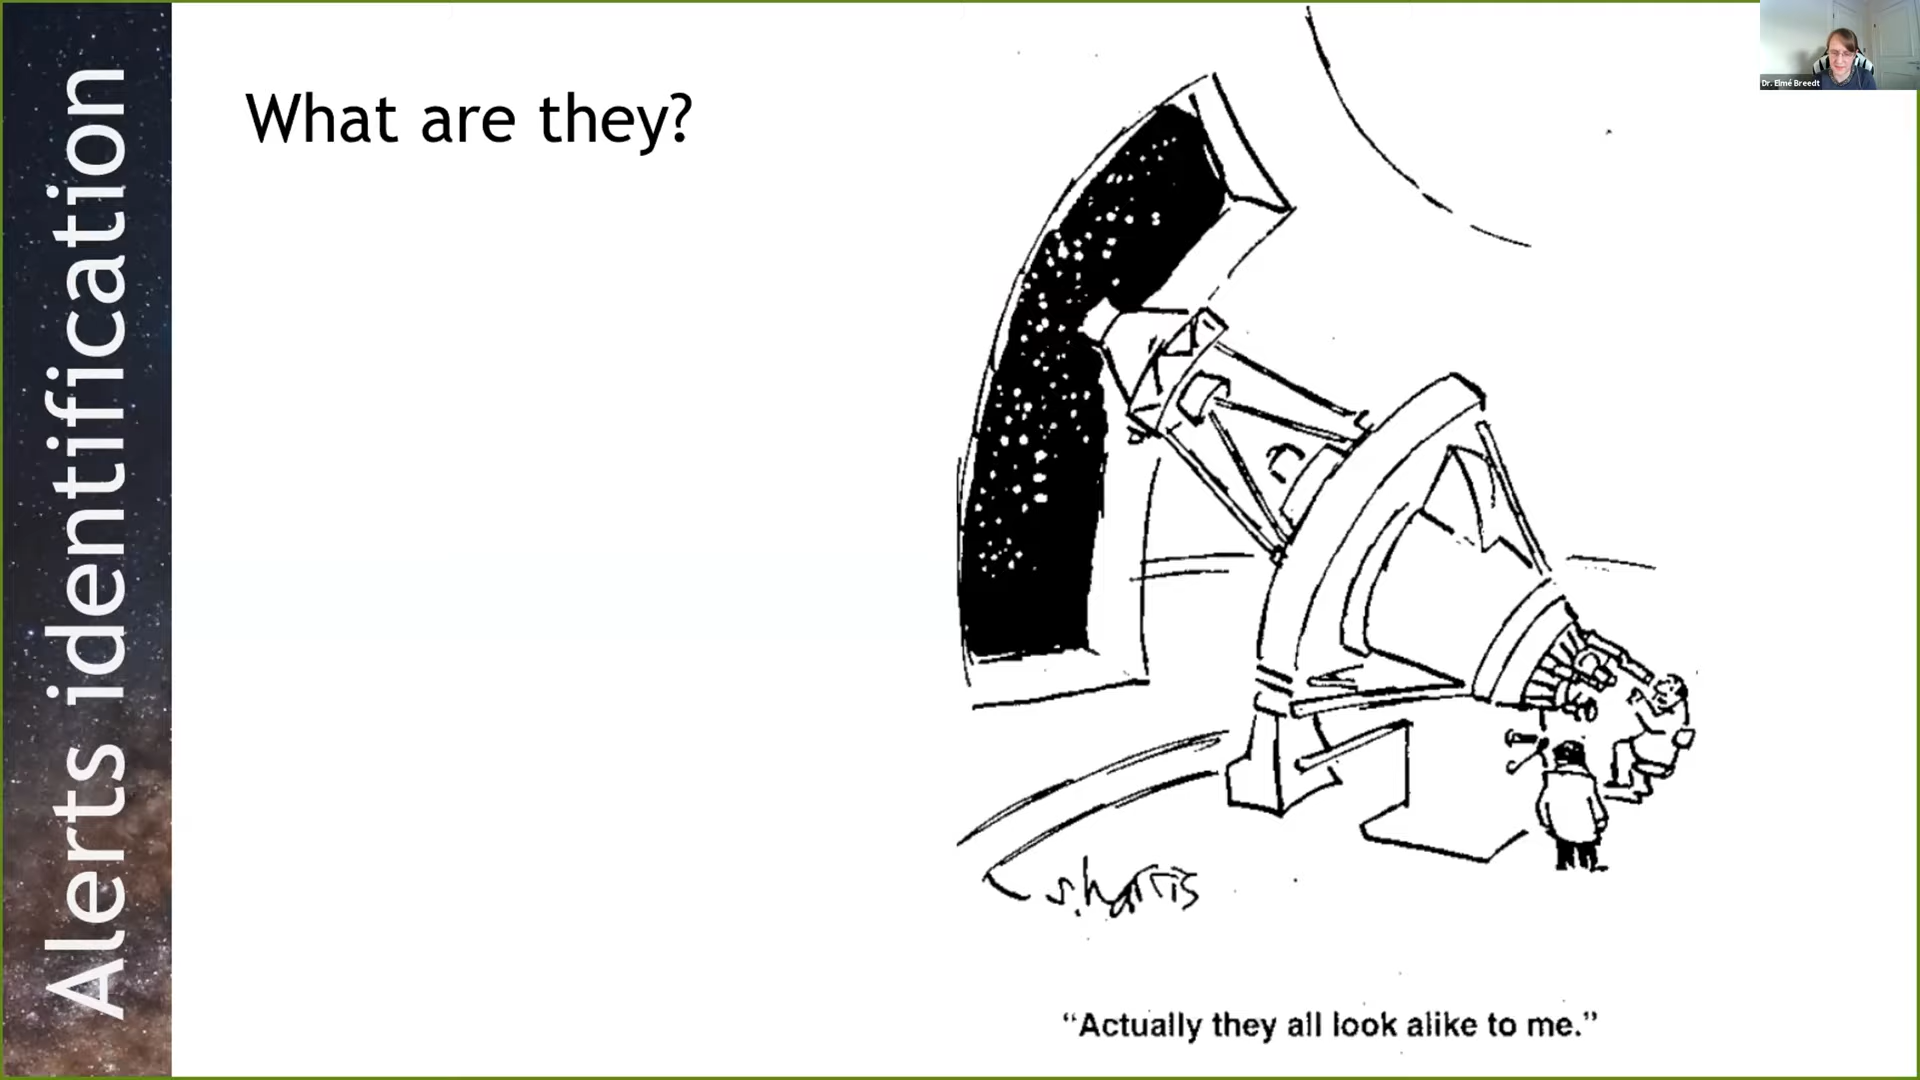 Alerts identification
What are they?
Dr. Elmé Breedt
s.harris
“Actually they all look alike to me.”